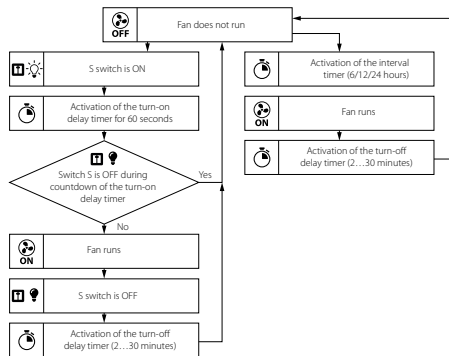 OFF
Fan does not run
S switch is ON
Activation of the turn-on
delay timer for 60 seconds
Switch S is OFF during
countdown of the turn-on
delay timer
Yes
No
ON
Fan runs
S switch is OFF
Activation of the turn-off
delay timer (2...30 minutes)
Activation of the interval
timer (6/12/24 hours)
ON
Fan runs
Activation of the turn-off
delay timer (2...30 minutes)